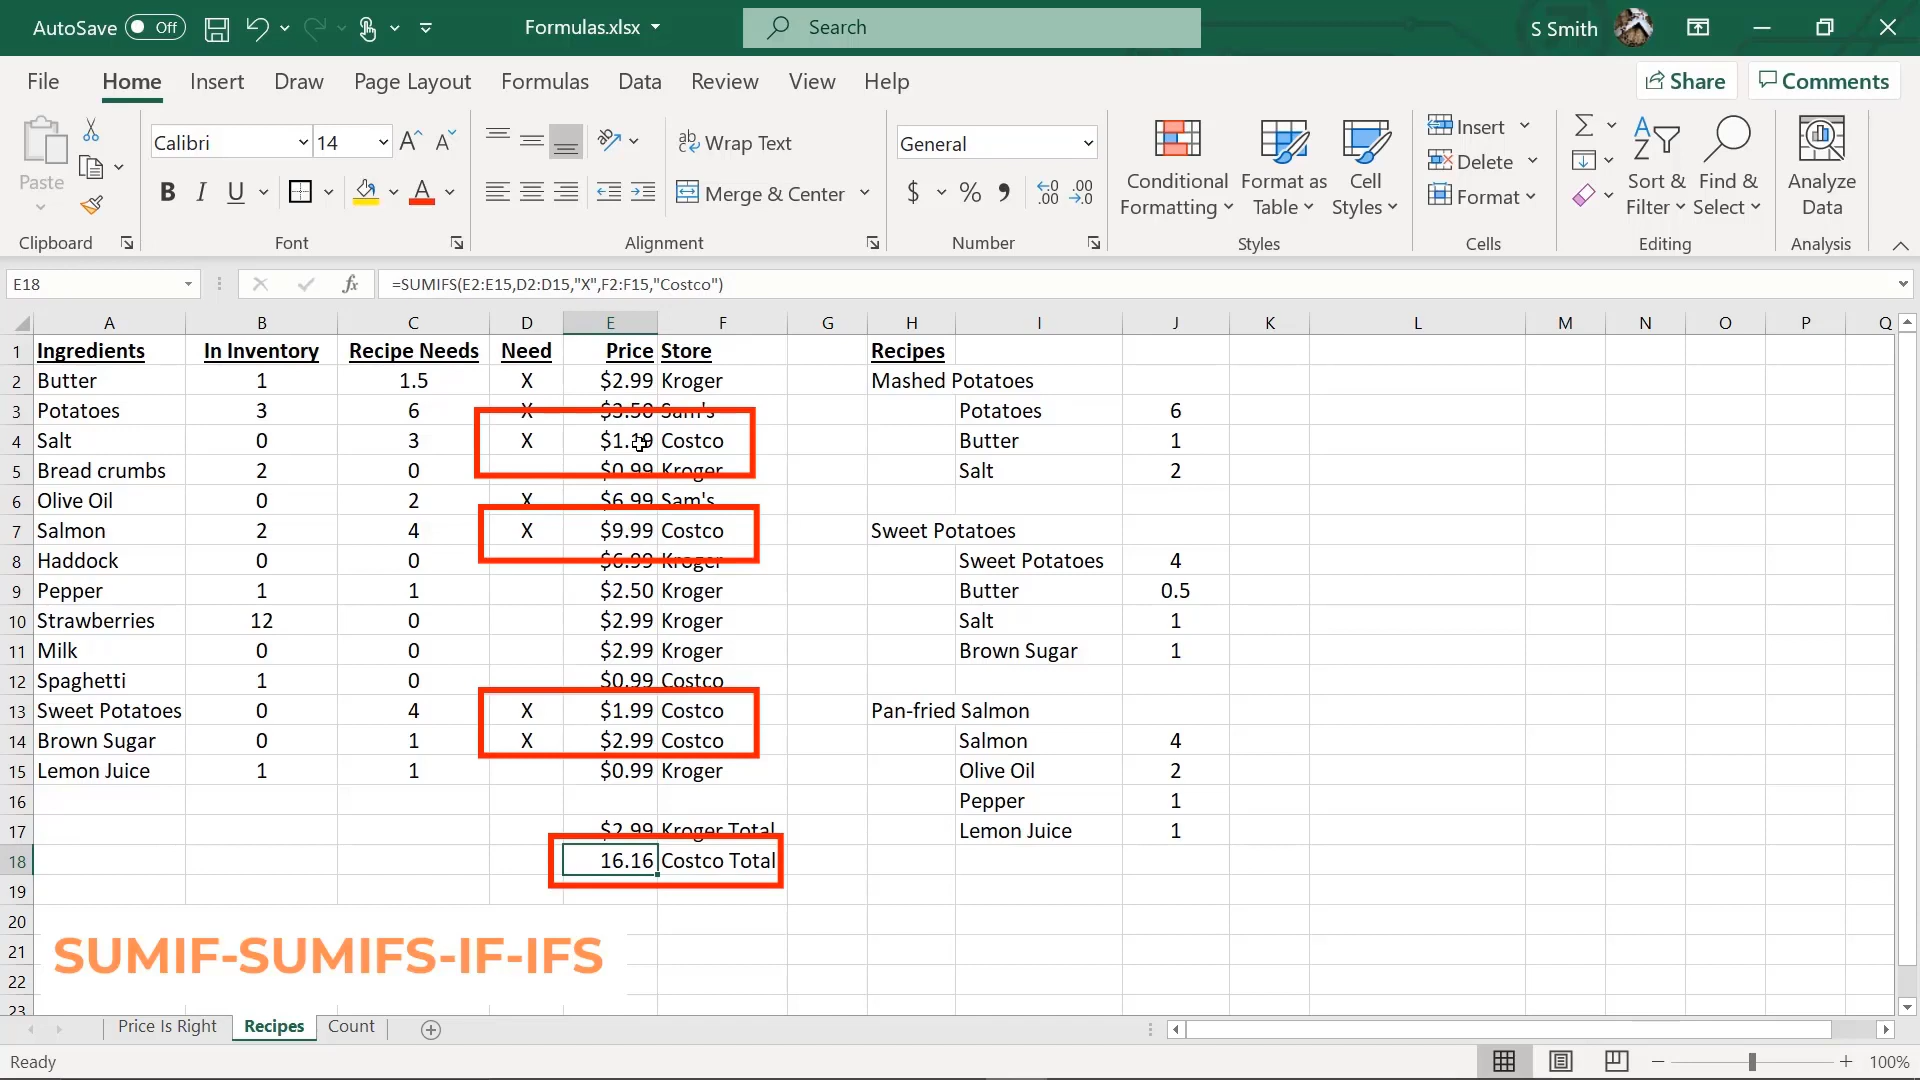 AutoSave Off Formulas.xlsx Search S Smith
File Home Insert Draw Page Layout Formulas Data Review View Help Share Comments
Paste Calibri 14 Wrap Text General Conditional Formatting Format as Table Cell Styles Insert Delete Format Sort & Filter Find & Select Analyze Data
B I U A Merge & Center $ % 
Clipboard Font Alignment Number Styles Cells Editing Analysis
E18 fx =SUMIFS(E2:E15,D2:D15,"X",F2:F15,"Costco")
A B C D E F G H I J K L M N O P Q
1 Ingredients In Inventory Recipe Needs Need Price Store Recipes
2 Butter 1 1.5 X $2.99 Kroger Mashed Potatoes
3 Potatoes 3 6 X $3.50 Sam's Potatoes 6
4 Salt 0 3 X $1.19 Costco Butter 1
5 Bread crumbs 2 0 $0.99 Kroger Salt 2
6 Olive Oil 0 2 X $6.99 Sam's
7 Salmon 2 4 X $9.99 Costco Sweet Potatoes
8 Haddock 0 0 $6.99 Kroger Sweet Potatoes 4
9 Pepper 1 1 $2.50 Kroger Butter 0.5
10 Strawberries 12 0 $2.99 Kroger Salt 1
11 Milk 0 0 $2.99 Kroger Brown Sugar 1
12 Spaghetti 1 0 $0.99 Costco
13 Sweet Potatoes 0 4 X $1.99 Costco Pan-fried Salmon
14 Brown Sugar 0 1 X $2.99 Costco Salmon 4
15 Lemon Juice 1 1 $0.99 Kroger Olive Oil 2
16 Pepper 1
17 $2.99 Kroger Total Lemon Juice 1
18 16.16 Costco Total
19
20
21 SUMIF-SUMIFS-IF-IFS
22
23
Price Is Right Recipes Count
Ready 100%